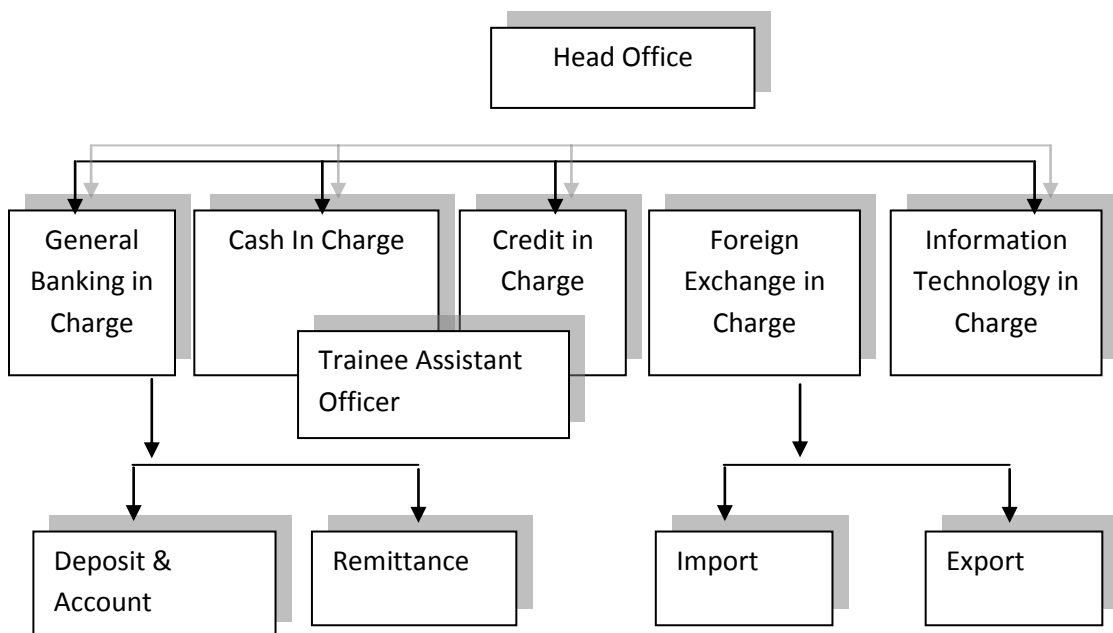 Head Office
General
Banking in
Charge
Cash In Charge
Credit in
Charge
Foreign
Exchange in
Charge
Information
Technology in
Charge
Trainee Assistant
Officer
Deposit &
Account
Remittance
Import
Export